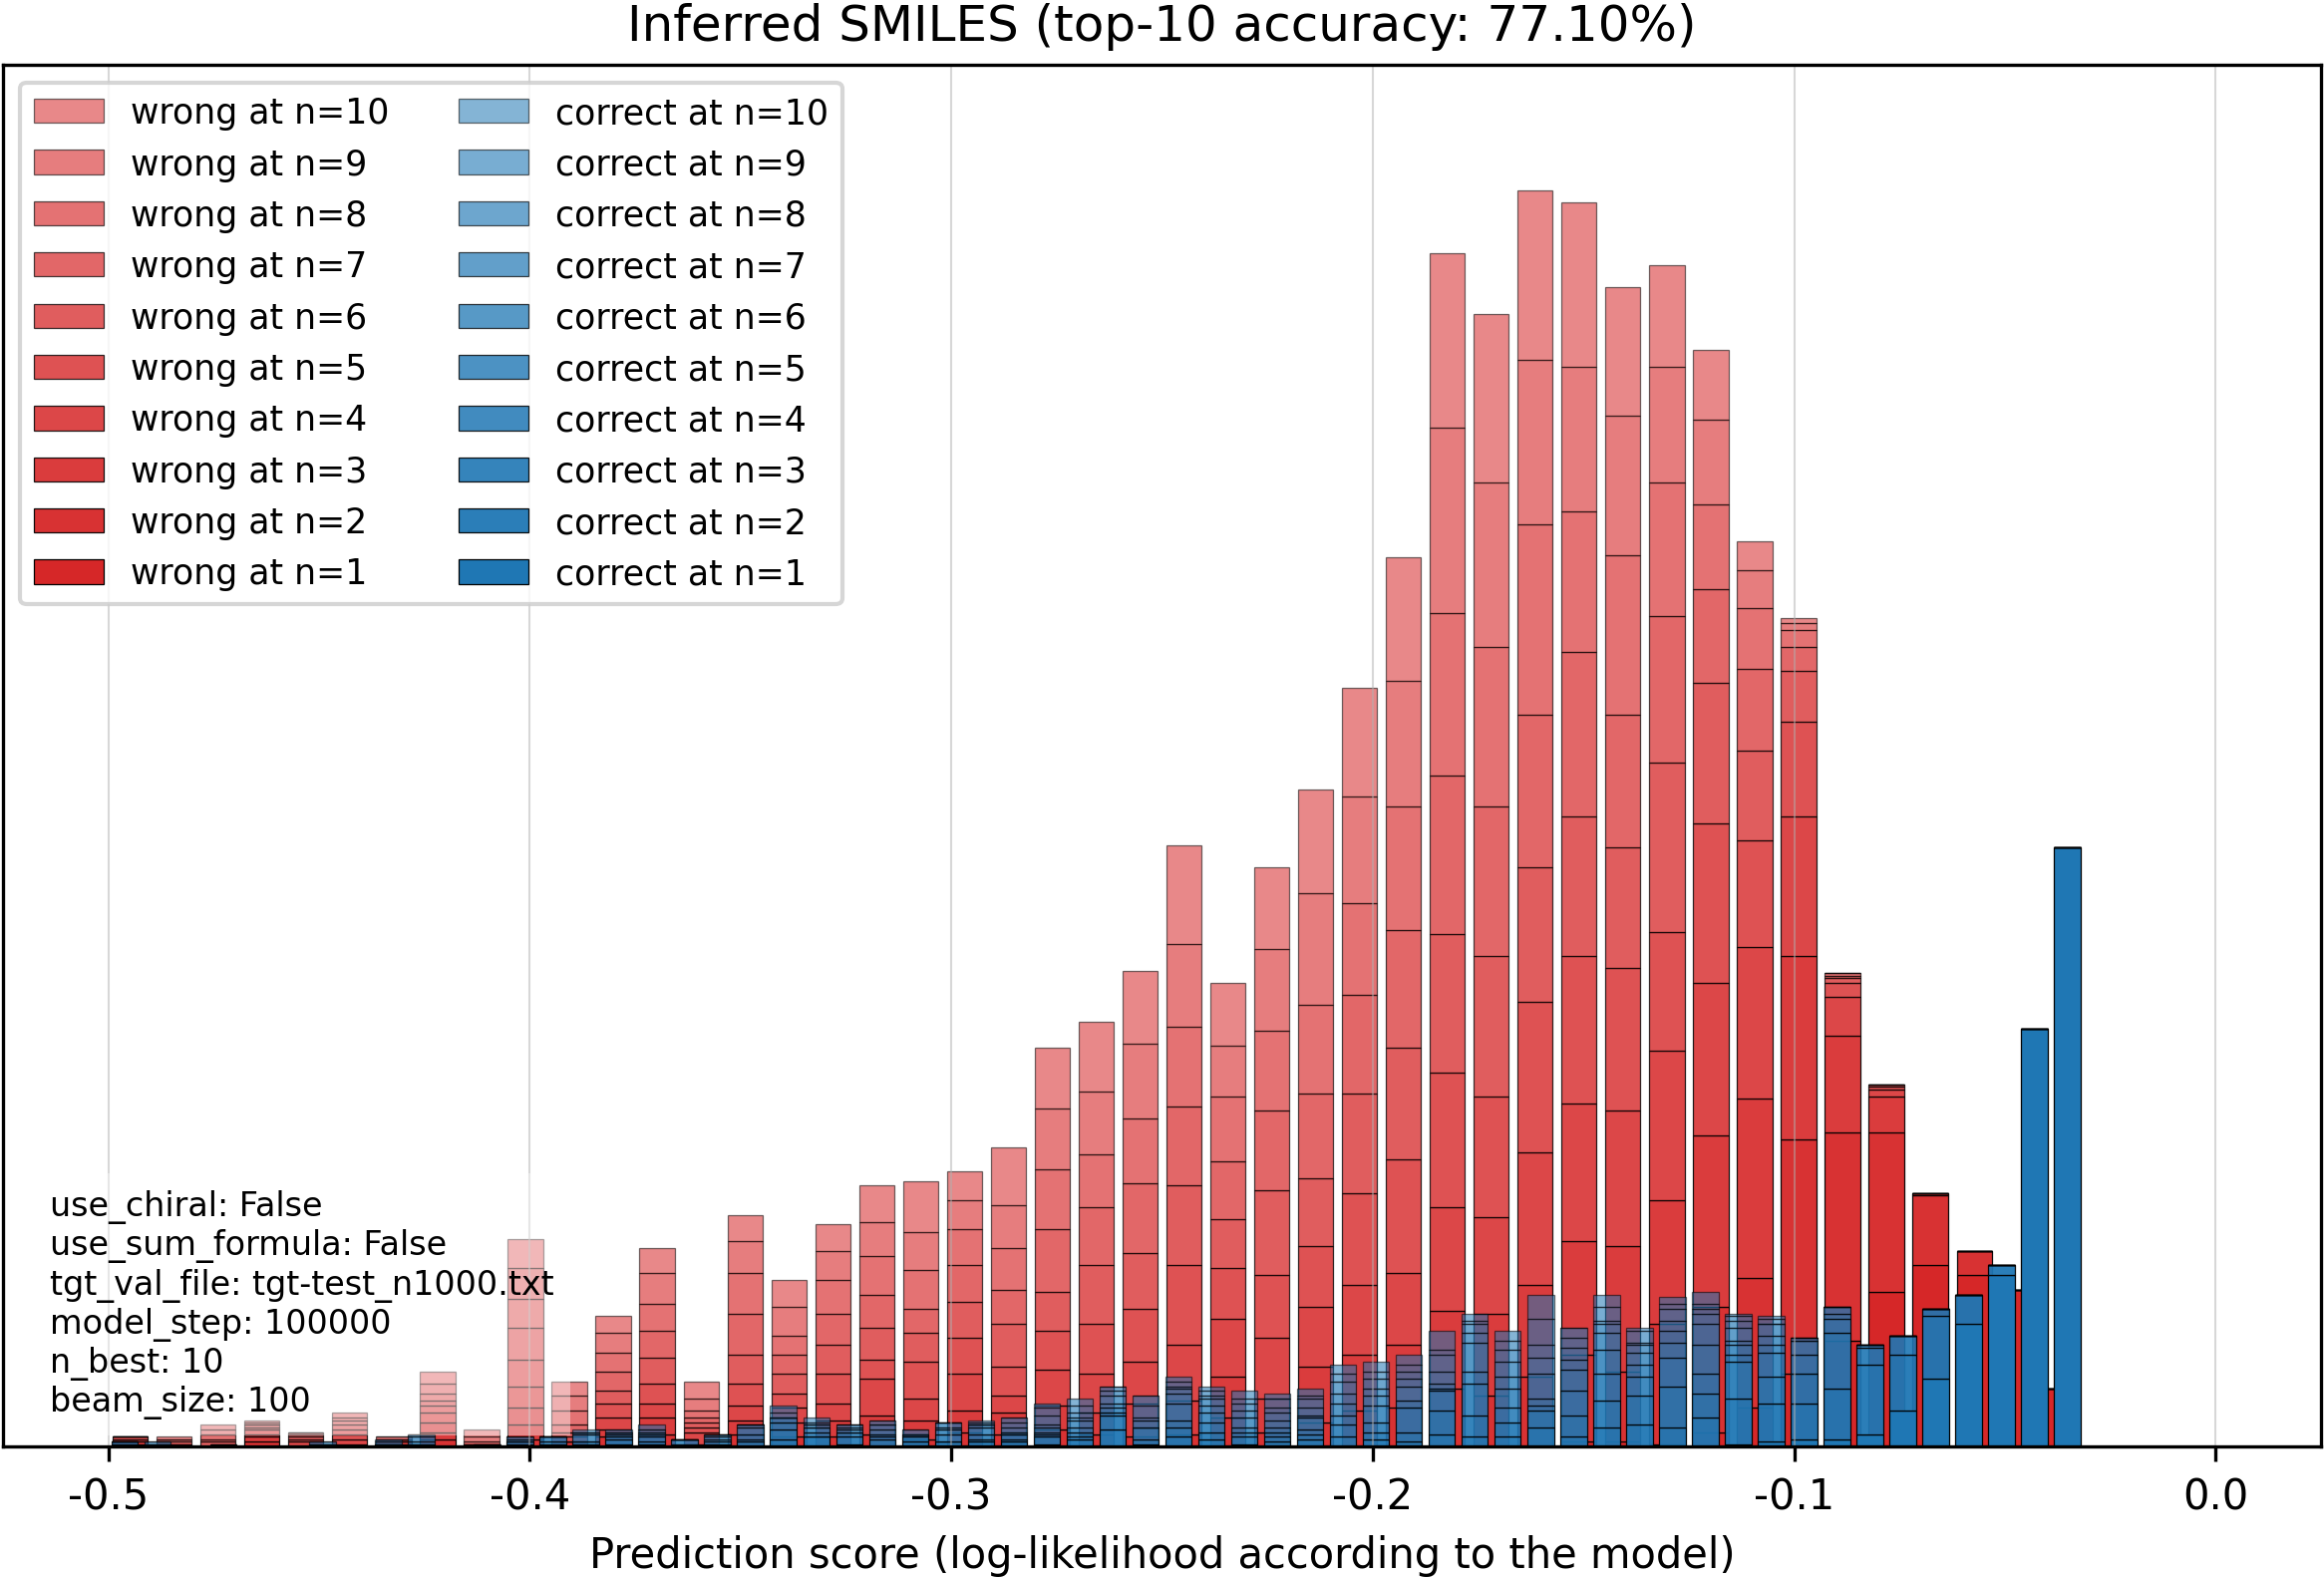 Inferred SMILES (top-10 accuracy: 77.10%)
wrong at n=10
wrong at n=9
wrong at n=8
wrong at n=7
wrong at n=6
wrong at n=5
wrong at n=4
wrong at n=3
wrong at n=2
wrong at n=1
correct at n=10
correct at n=9
correct at n=8
correct at n=7
correct at n=6
correct at n=5
correct at n=4
correct at n=3
correct at n=2
correct at n=1
use_chiral: False
use_sum_formula: False
tgt_val_file: tgt-test_n1000.txt
model_step: 100000
n_best: 10
beam_size: 100
-0.5 -0.4 -0.3 -0.2 -0.1 0.0
Prediction score (log-likelihood according to the model)